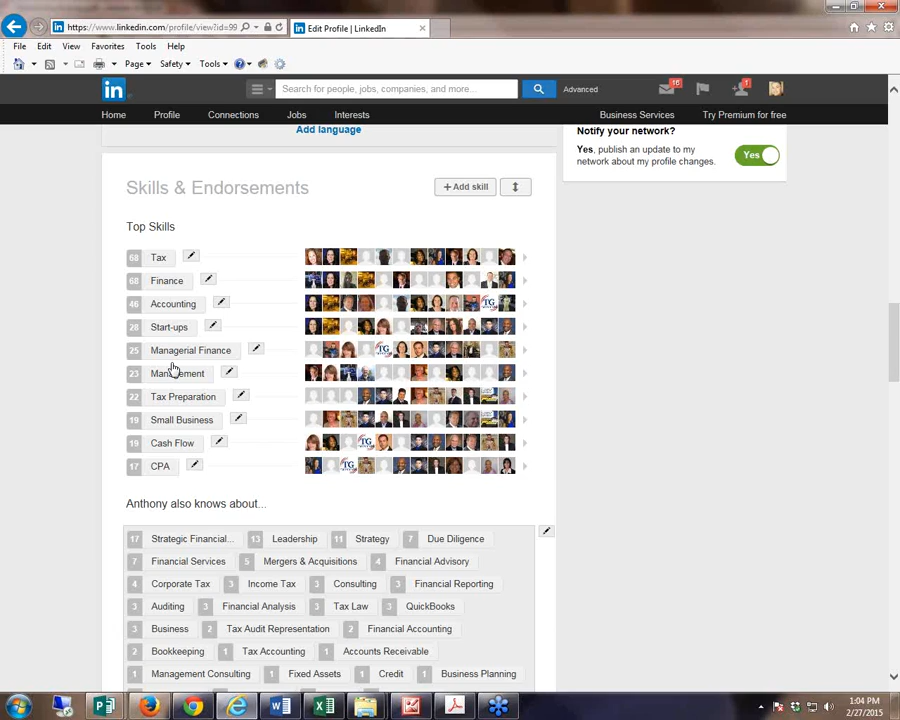 https://www.linkedin.com/profile/view?id=99
in Edit Profile | LinkedIn
File Edit View Favorites Tools Help
Page Safety Tools
in Search for people, jobs, companies, and more... Advanced 16 1
Home Profile Connections Jobs Interests Business Services Try Premium for free
Add language
Notify your network?
Yes, publish an update to my
network about my profile changes.
Yes
Skills & Endorsements
+ Add skill
Top Skills
68 Tax
68 Finance
46 Accounting
28 Start-ups
25 Managerial Finance
23 Management
22 Tax Preparation
19 Small Business
19 Cash Flow
17 CPA
Anthony also knows about...
17 Strategic Financial... 13 Leadership 11 Strategy 7 Due Diligence
7 Financial Services 5 Mergers & Acquisitions 4 Financial Advisory
4 Corporate Tax 3 Income Tax 3 Consulting 3 Financial Reporting
3 Auditing 3 Financial Analysis 3 Tax Law 3 QuickBooks
3 Business 2 Tax Audit Representation 2 Financial Accounting
2 Bookkeeping 1 Tax Accounting 1 Accounts Receivable
1 Management Consulting 1 Fixed Assets 1 Credit 1 Business Planning
1:04 PM
2/27/2015